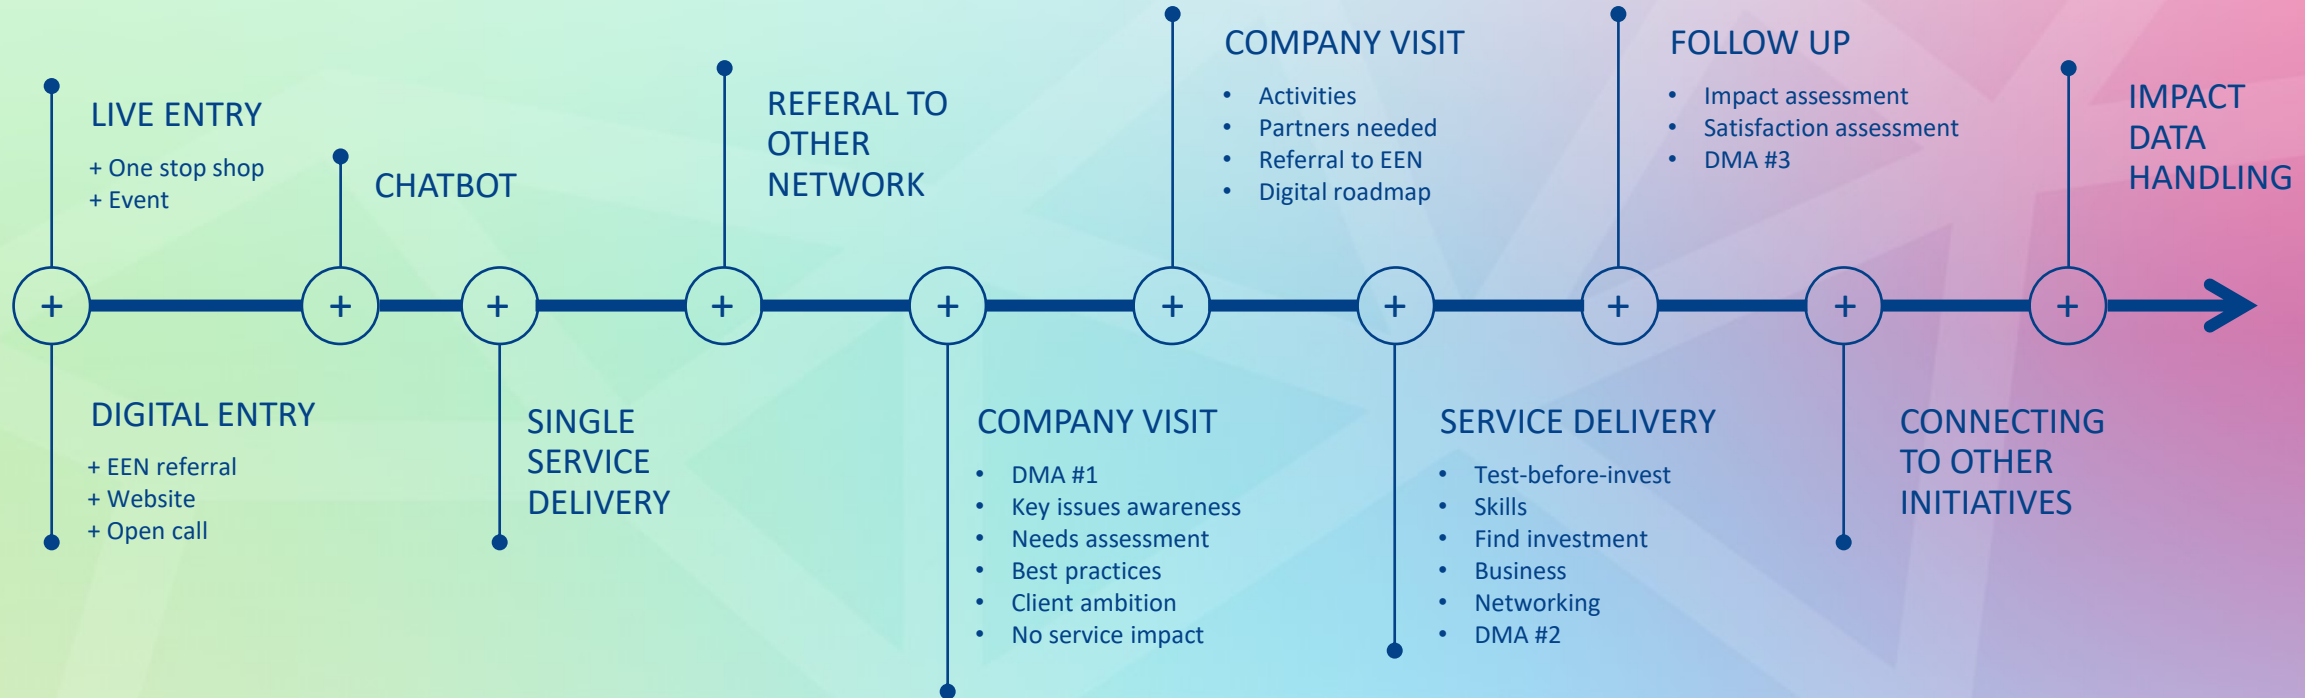 LIVE ENTRY
+ One stop shop
+ Event
DIGITAL ENTRY
+ EEN referral
+ Website
+ Open call
CHATBOT
SINGLE
SERVICE
DELIVERY
REFERAL TO
OTHER
NETWORK
COMPANY VISIT
• DMA #1
• Key issues awareness
• Needs assessment
• Best practices
• Client ambition
• No service impact
COMPANY VISIT
• Activities
• Partners needed
• Referral to EEN
• Digital roadmap
SERVICE DELIVERY
• Test-before-invest
• Skills
• Find investment
• Business
• Networking
• DMA #2
FOLLOW UP
• Impact assessment
• Satisfaction assessment
• DMA #3
CONNECTING
TO OTHER
INITIATIVES
IMPACT
DATA
HANDLING
+ + + + + + + + + +